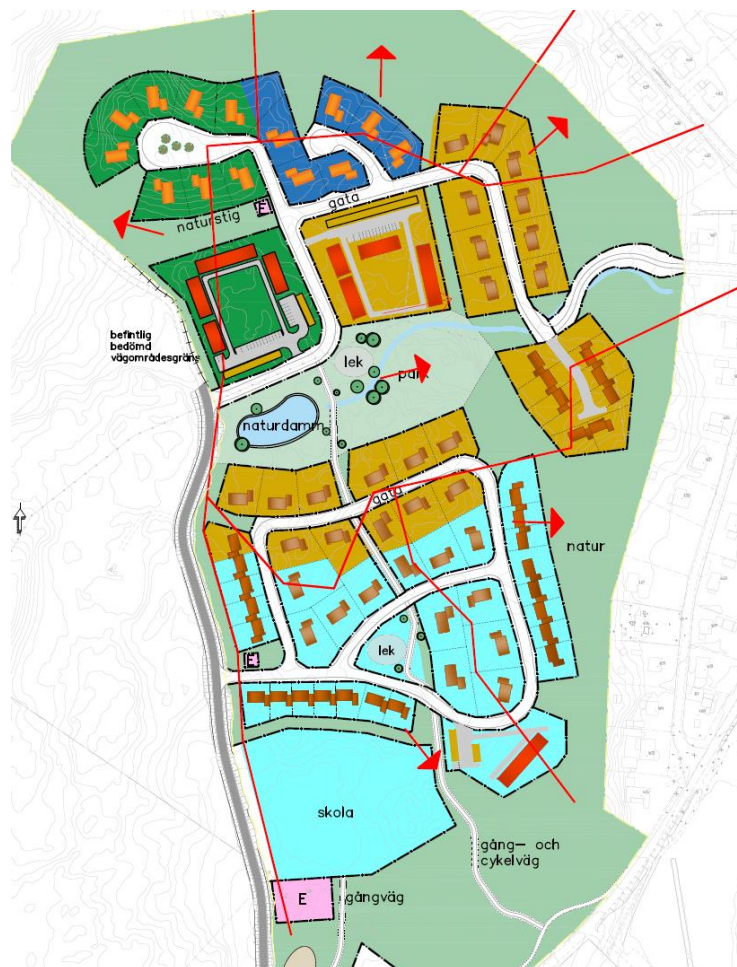 gata
naturstig
E
befintlig
bedömd
vägområdesgräns
lek
park
naturdamm
gata
natur
lek
E
skola
gång- och
cykelväg
E
gångväg